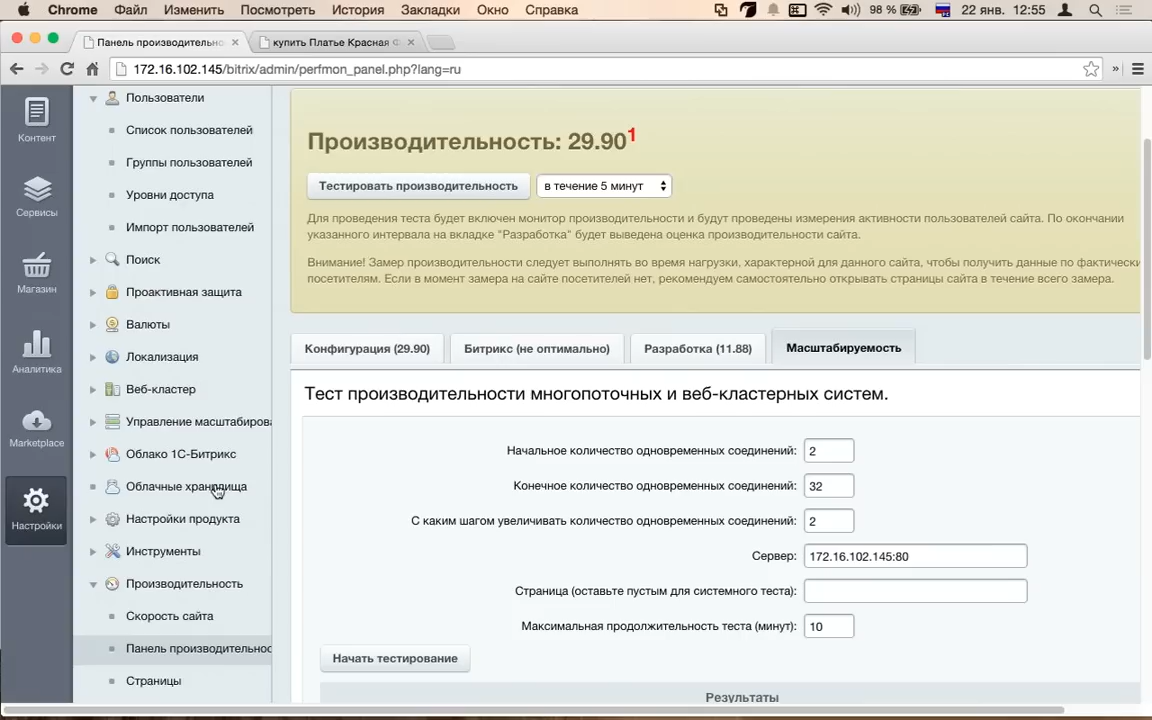 Chrome Файл Изменить Посмотреть История Закладки Окно Справка 98 % 22 янв. 12:55
Панель производительно купить Платье Красная
172.16.102.145/bitrix/admin/perfmon_panel.php?lang=ru »
Контент
Сервисы
Магазин
Аналитика
Marketplace
Настройки
Пользователи
Список пользователей
Группы пользователей
Уровни доступа
Импорт пользователей
Поиск
Проактивная защита
Валюты
Локализация
Веб-кластер
Управление масштабирова
Облако 1С-Битрикс
Облачные хранилища
Настройки продукта
Инструменты
Производительность
Скорость сайта
Панель производительнос
Страницы
Производительность: 29.90¹
Тестировать производительность в течение 5 минут
Для проведения теста будет включен монитор производительности и будут проведены измерения активности пользователей сайта. По окончании
указанного интервала на вкладке "Разработка" будет выведена оценка производительности сайта.
Внимание! Замер производительности следует выполнять во время нагрузки, характерной для данного сайта, чтобы получить данные по фактически
посетителям. Если в момент замера на сайте посетителей нет, рекомендуем самостоятельно открывать страницы сайта в течение всего замера.
Конфигурация (29.90) Битрикс (не оптимально) Разработка (11.88) Масштабируемость
Тест производительности многопоточных и веб-кластерных систем.
Начальное количество одновременных соединений: 2
Конечное количество одновременных соединений: 32
С каким шагом увеличивать количество одновременных соединений: 2
Сервер: 172.16.102.145:80
Страница (оставьте пустым для системного теста):
Максимальная продолжительность теста (минут): 10
Начать тестирование
Результаты